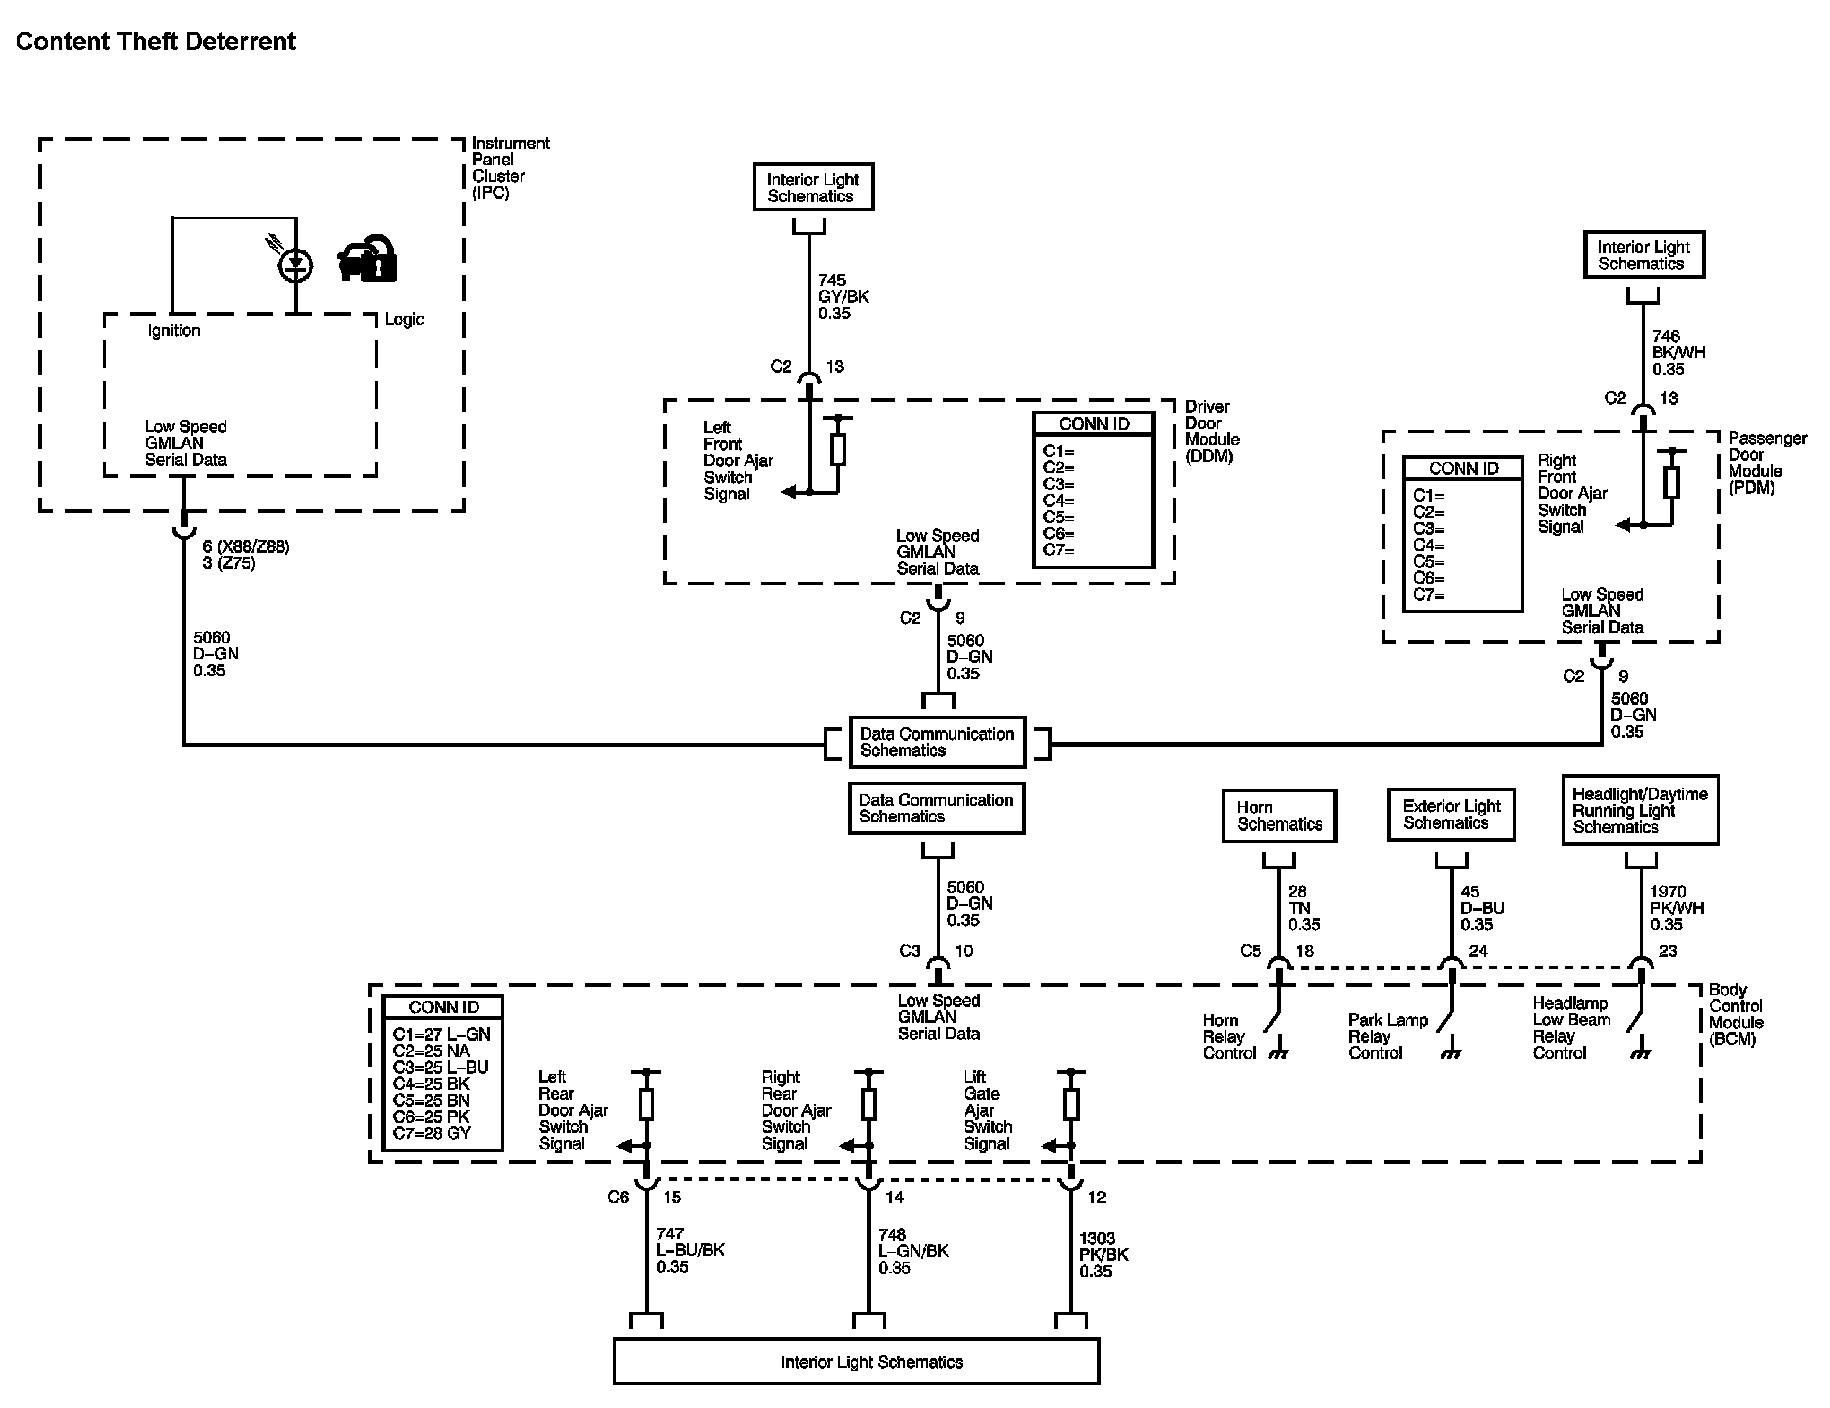 Content Theft Deterrent
Instrument
Panel
Cluster
(IPC)
Logic
Ignition
Low Speed
GMLAN
Serial Data
6 (X88/Z88)
3 (Z75)
5060
D-GN
0.35
Interior Light
Schematics
745
GY/BK
0.35
C2 13
Driver
Door
Module
(DDM)
Left
Front
Door Ajar
Switch
Signal
CONN ID
C1=
C2=
C3=
C4=
C5=
C6=
C7=
Low Speed
GMLAN
Serial Data
C2 9
5060
D-GN
0.35
Interior Light
Schematics
746
BK/WH
0.35
C2 13
Passenger
Door
Module
(PDM)
CONN ID
C1=
C2=
C3=
C4=
C5=
C6=
C7=
Right
Front
Door Ajar
Switch
Signal
Low Speed
GMLAN
Serial Data
C2 9
5060
D-GN
0.35
Data Communication
Schematics
Data Communication
Schematics
5060
D-GN
0.35
C3 10
Horn
Schematics
28
TN
0.35
C5 18
Exterior Light
Schematics
45
D-BU
0.35
24
Headlight/Daytime
Running Light
Schematics
1970
PK/WH
0.35
23
Body
Control
Module
(BCM)
CONN ID
C1=27 L-GN
C2=25 NA
C3=25 L-BU
C4=25 BK
C5=25 BN
C6=25 PK
C7=28 GY
Low Speed
GMLAN
Serial Data
Horn
Relay
Control
Park Lamp
Relay
Control
Headlamp
Low Beam
Relay
Control
Left
Rear
Door Ajar
Switch
Signal
Right
Rear
Door Ajar
Switch
Signal
Lift
Gate
Ajar
Switch
Signal
C6 15
14
12
747
L-BU/BK
0.35
748
L-GN/BK
0.35
1303
PK/BK
0.35
Interior Light Schematics